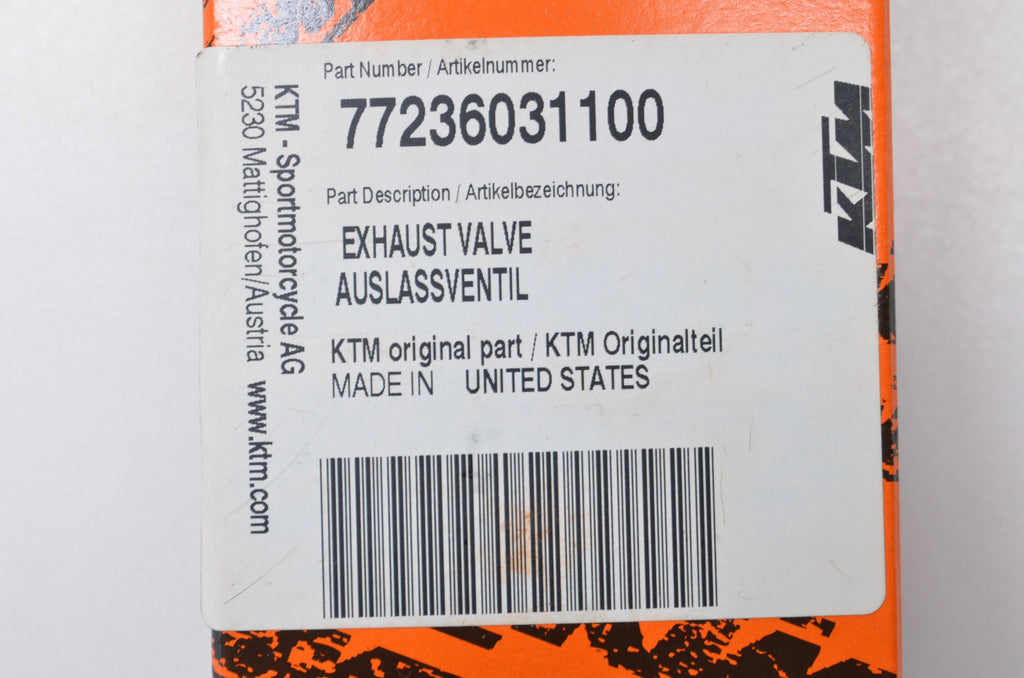 Part Number / Artikelnummer:
77236031100
Part Description / Artikelbezeichnung:
EXHAUST VALVE
AUSLASSVENTIL
KTM original part / KTM Originalteil
MADE IN UNITED STATES
KTM - Sportmotorcycle AG
5230 Mattighofen/Austria www.ktm.com
KTM